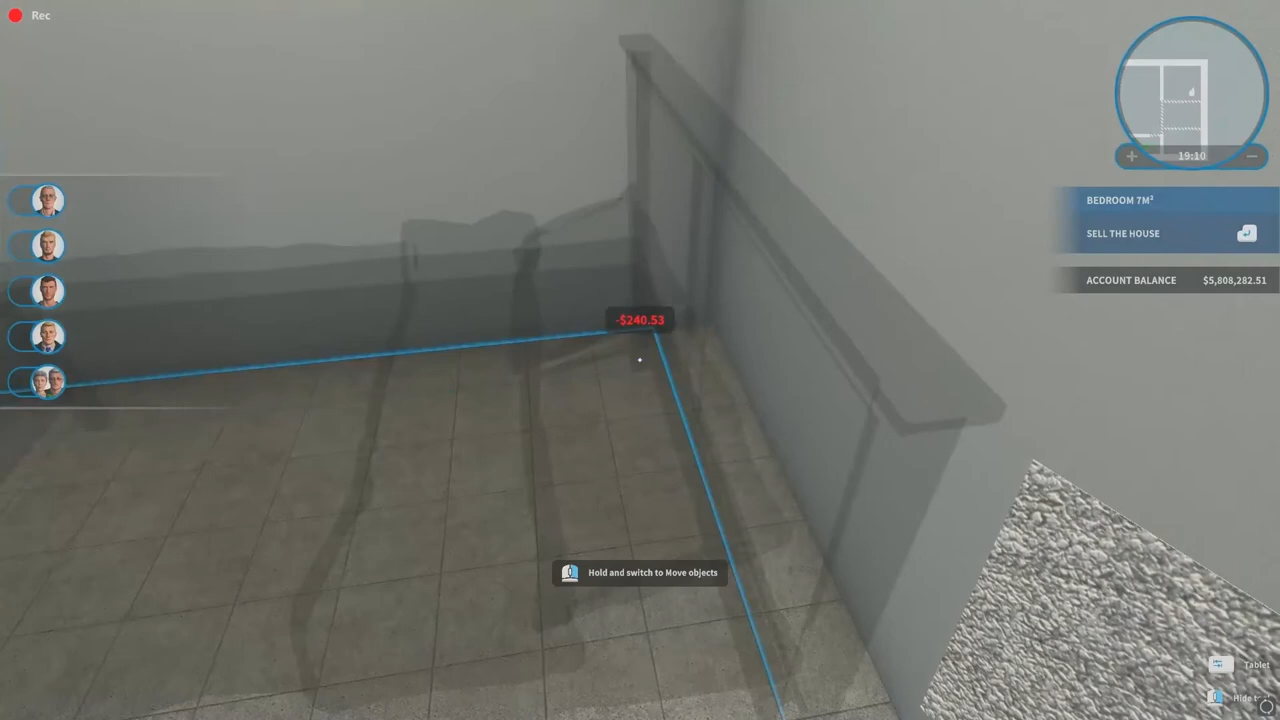 Rec
19:10
BEDROOM 7M²
SELL THE HOUSE
ACCOUNT BALANCE $5,808,282.51
-$240.53
Hold and switch to Move objects
Tablet
Hide